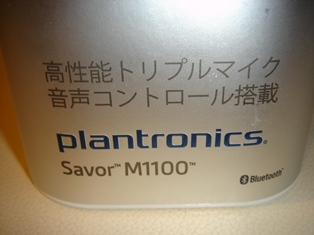 高性能トリプルマイク
音声コントロール搭載
plantronics®
Savor™ M1100™
Bluetooth®